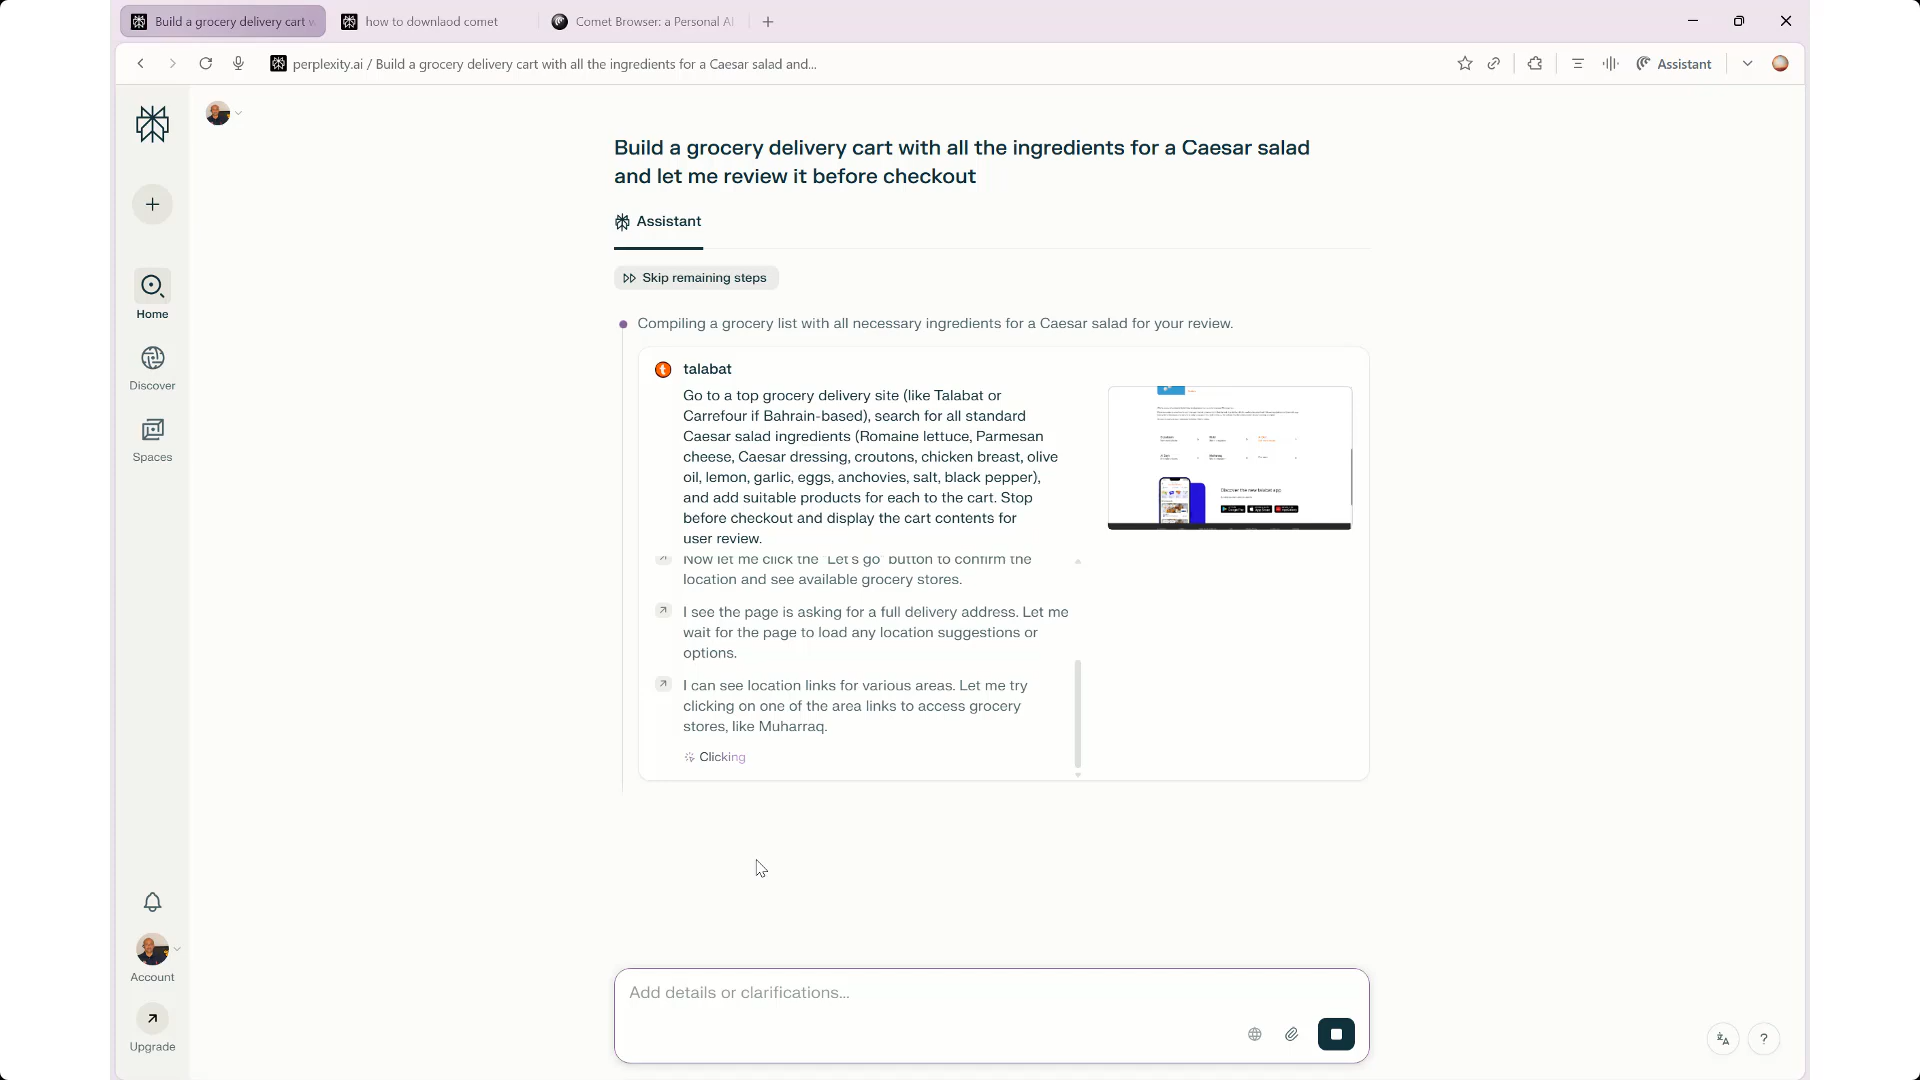 Build a grocery delivery cart w
how to downlaod comet
Comet Browser: a Personal AI
perplexity.ai / Build a grocery delivery cart with all the ingredients for a Caesar salad and...
Assistant
Build a grocery delivery cart with all the ingredients for a Caesar salad
and let me review it before checkout
Assistant
Skip remaining steps
Home
Discover
Spaces
Compiling a grocery list with all necessary ingredients for a Caesar salad for your review.
talabat
Go to a top grocery delivery site (like Talabat or
Carrefour if Bahrain-based), search for all standard
Caesar salad ingredients (Romaine lettuce, Parmesan
cheese, Caesar dressing, croutons, chicken breast, olive
oil, lemon, garlic, eggs, anchovies, salt, black pepper),
and add suitable products for each to the cart. Stop
before checkout and display the cart contents for
user review.
Discover the new talabat app
Now let me click the "Let's go" button to confirm the
location and see available grocery stores.
I see the page is asking for a full delivery address. Let me
wait for the page to load any location suggestions or
options.
I can see location links for various areas. Let me try
clicking on one of the area links to access grocery
stores, like Muharraq.
Clicking
Account
Upgrade
Add details or clarifications...
?